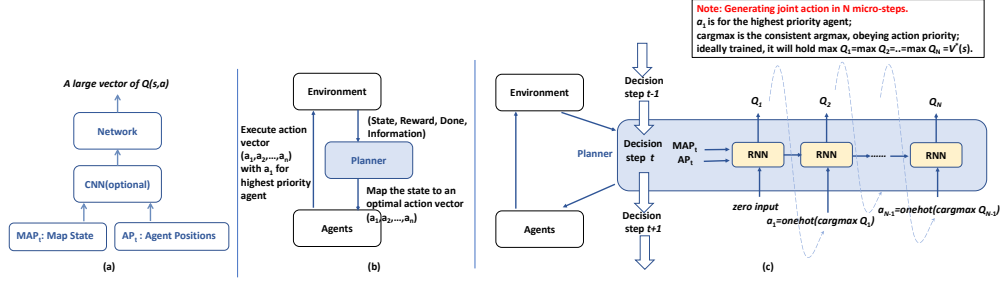 A large vector of Q(s,a)
Network
CNN(optional)
MAPt: Map State
APt : Agent Positions
(a)
Environment
Execute action
vector
(a1,a2,...,an)
with a1 for
highest priority
agent
(State, Reward, Done,
Information)
Planner
Map the state to an
optimal action vector
(a1,a2,...,an)
Agents
(b)
Note: Generating joint action in N micro-steps.
a1 is for the highest priority agent;
cargmax is the consistent argmax, obeying action priority;
ideally trained, it will hold max Q1=max Q2=..=max QN =V*(s).
Environment
Planner
Agents
Decision
step t-1
Decision
step t
Decision
step t+1
MAPt
APt
Q1
Q2
QN
RNN
RNN
......
RNN
zero input
a1=onehot(cargmax Q1)
aN-1=onehot(cargmax QN-1)
(c)